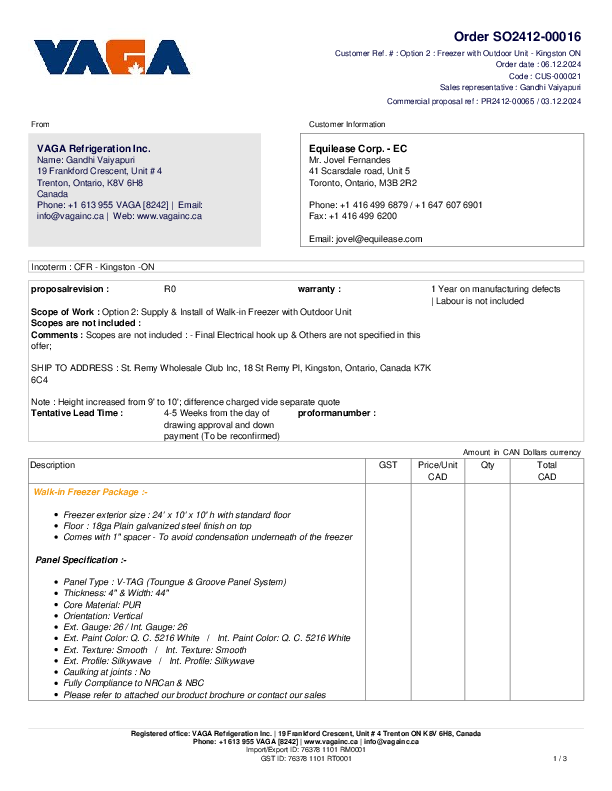 VAGA
Order SO2412-00016
Customer Ref. # : Option 2 : Freezer with Outdoor Unit - Kingston ON
Order date : 06.12.2024
Code : CUS-000021
Sales representative : Gandhi Vaiyapuri
Commercial proposal ref : PR2412-00065 / 03.12.2024
From
VAGA Refrigeration Inc.
Name: Gandhi Vaiyapuri
19 Frankford Crescent, Unit # 4
Trenton, Ontario, K8V 6H8
Canada
Phone: +1 613 955 VAGA [8242] | Email:
info@vagainc.ca | Web: www.vagainc.ca
Customer Information
Equilease Corp. - EC
Mr. Jovel Fernandes
41 Scarsdale road, Unit 5
Toronto, Ontario, M3B 2R2
Phone: +1 416 499 6879 / +1 647 607 6901
Fax: +1 416 499 6200
Email: jovel@equilease.com
Incoterm : CFR - Kingston -ON
proposalrevision : R0 warranty : 1 Year on manufacturing defects
| Labour is not included
Scope of Work : Option 2: Supply & Install of Walk-in Freezer with Outdoor Unit
Scopes are not included :
Comments : Scopes are not included : - Final Electrical hook up & Others are not specified in this
offer;
SHIP TO ADDRESS : St. Remy Wholesale Club Inc, 18 St Remy Pl, Kingston, Ontario, Canada K7K
6C4
Note : Height increased from 9' to 10'; difference charged vide separate quote
Tentative Lead Time : 4-5 Weeks from the day of proformanumber :
drawing approval and down
payment (To be reconfirmed)
Amount in CAN Dollars currency
Description GST Price/Unit Qty Total
CAD CAD
Walk-in Freezer Package :-
• Freezer exterior size : 24' x 10' x 10' h with standard floor
• Floor : 18ga Plain galvanized steel finish on top
• Comes with 1" spacer - To avoid condensation underneath of the freezer
Panel Specification :-
• Panel Type : V-TAG (Toungue & Groove Panel System)
• Thickness: 4" & Width: 44"
• Core Material: PUR
• Orientation: Vertical
• Ext. Gauge: 26 / Int. Gauge: 26
• Ext. Paint Color: Q. C. 5216 White / Int. Paint Color: Q. C. 5216 White
• Ext. Texture: Smooth / Int. Texture: Smooth
• Ext. Profile: Silkywave / Int. Profile: Silkywave
• Caulking at joints : No
• Fully Compliance to NRCan & NBC
• Please refer to attached our product brochure or contact our sales
Registered office: VAGA Refrigeration Inc. | 19 Frankford Crescent, Unit # 4 Trenton ON K8V 6H8, Canada
Phone: +1 613 955 VAGA [8242] | www.vagainc.ca | info@vagainc.ca
Import/Export ID: 76378 1101 RM0001
GST ID: 76378 1101 RT0001 1 / 3